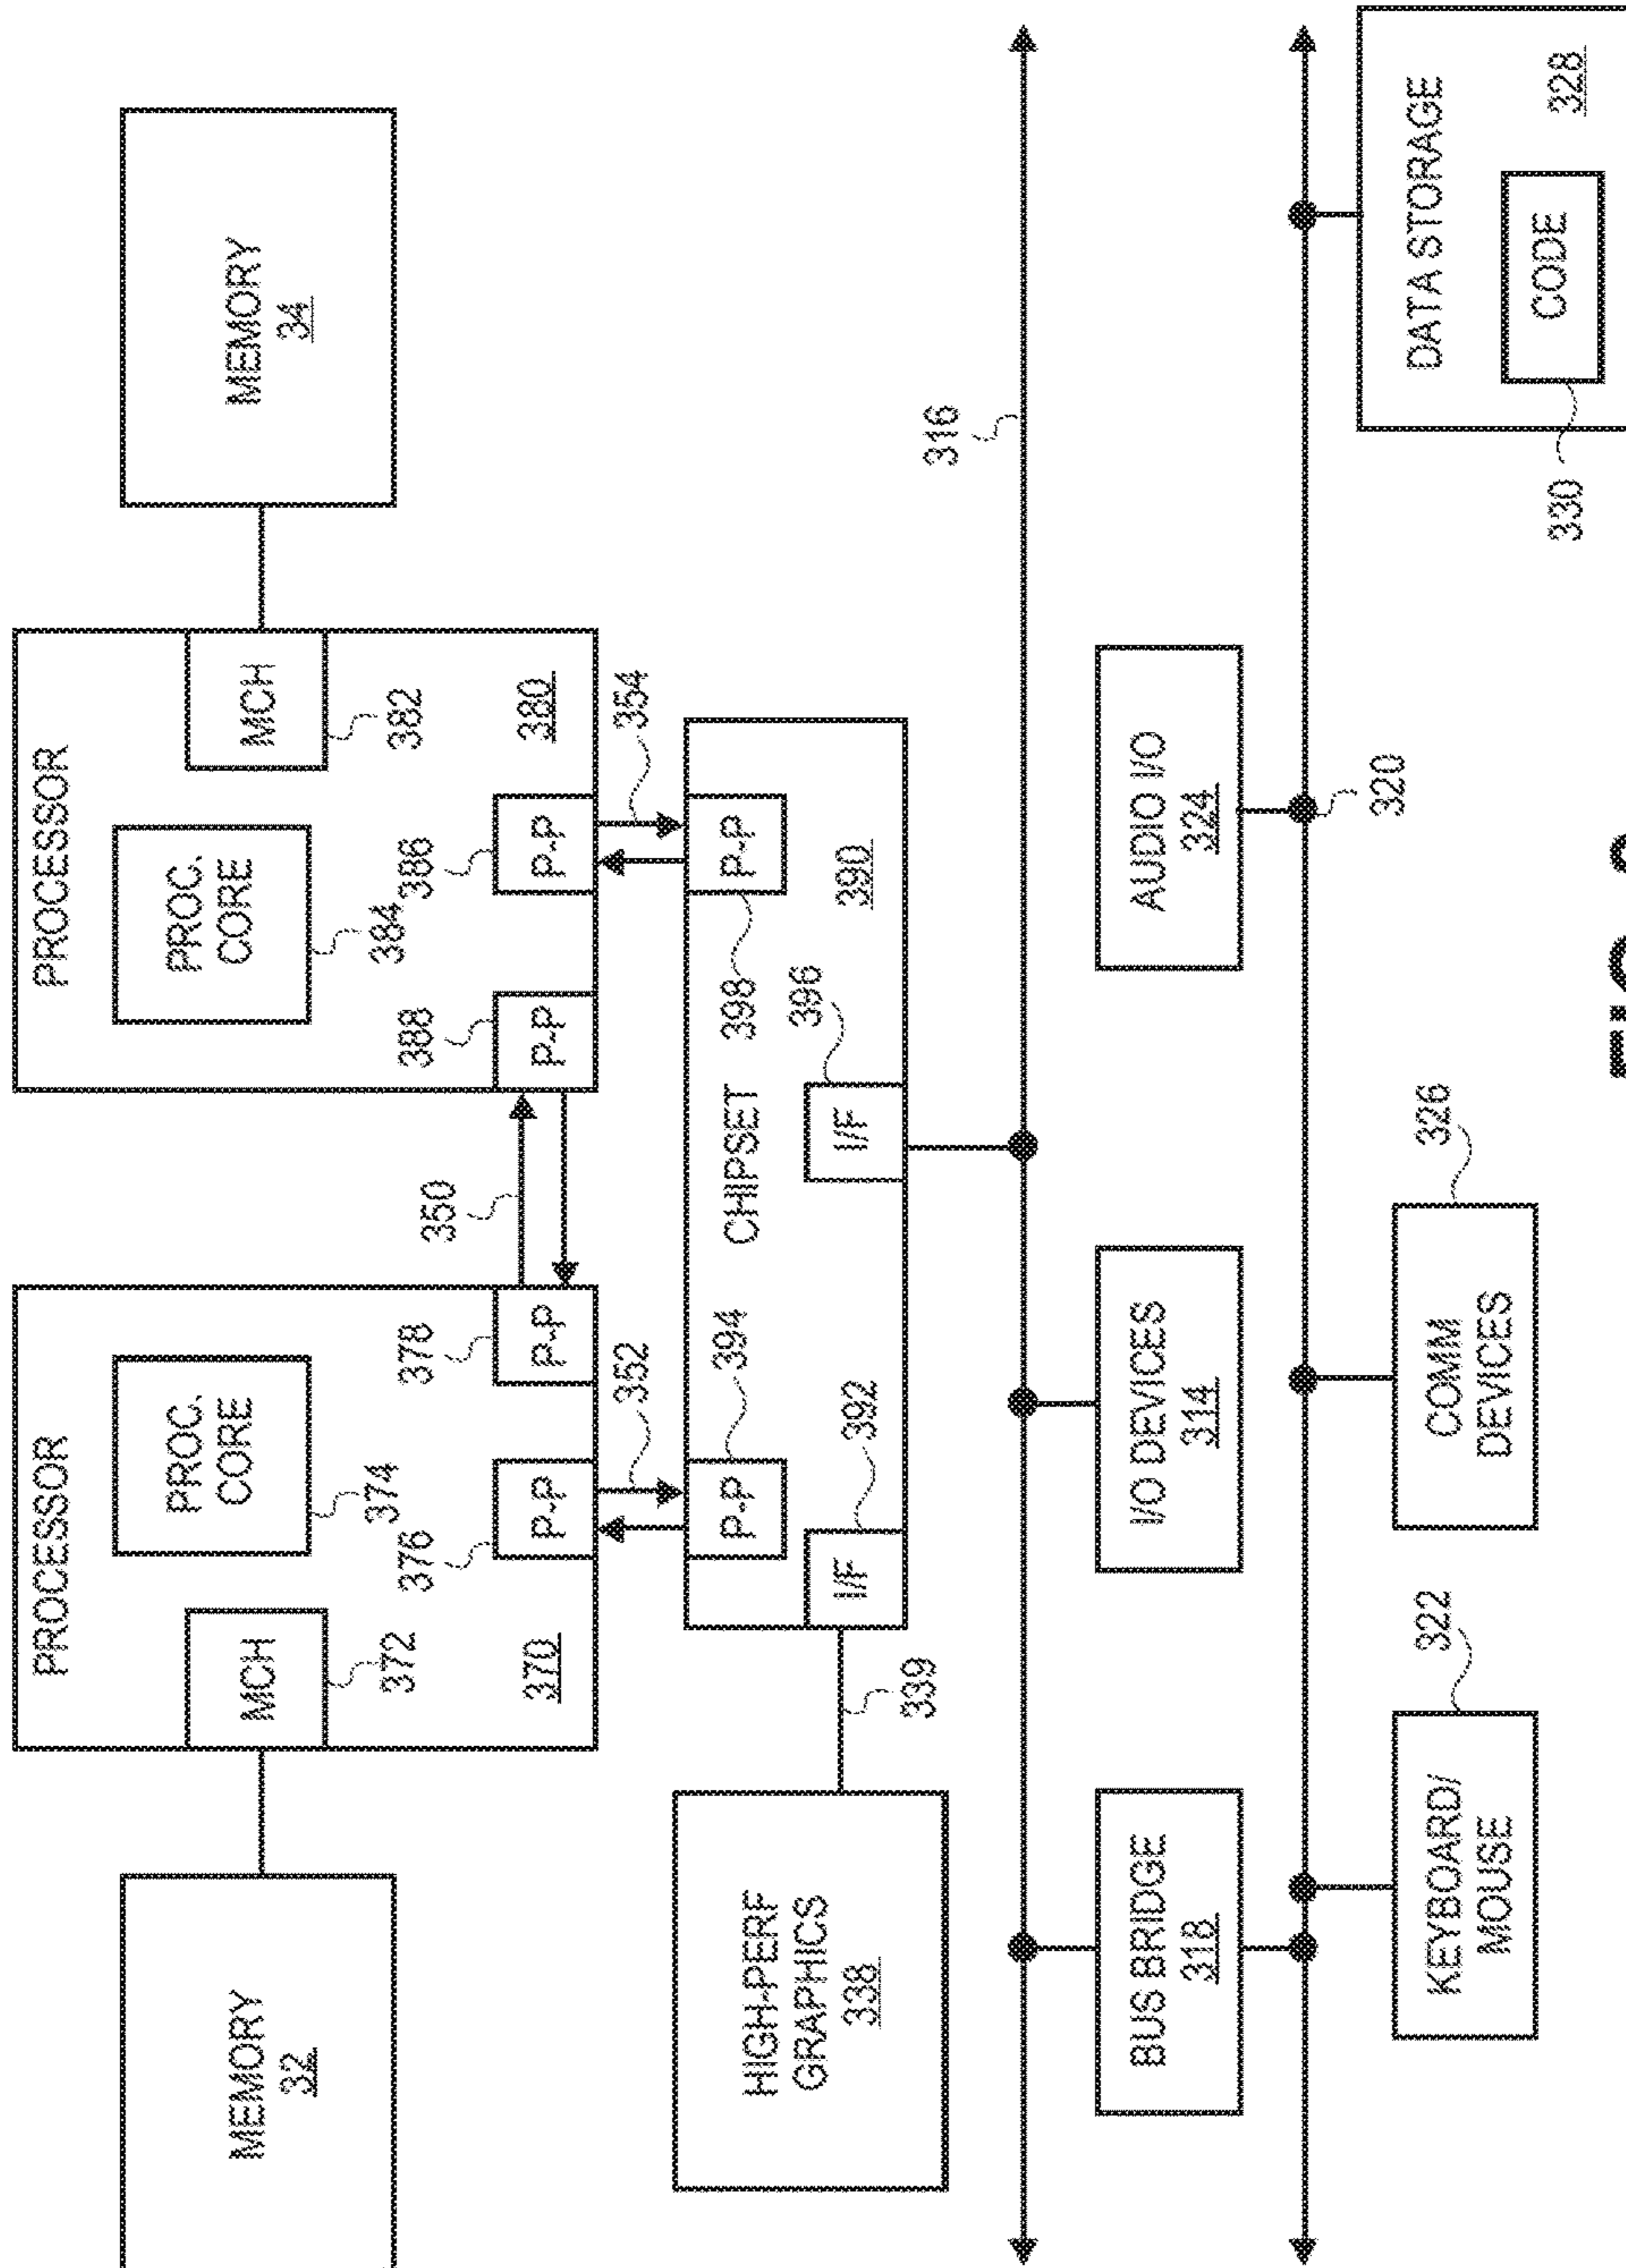 PROCESSOR
PROCESSOR
MEMORY
32
MCH
372
PROC.
CORE
374
376
P-P
378
P-P
370
350
388
P-P
PROC.
CORE
384
386
P-P
MCH
382
380
MEMORY
34
352
354
HIGH-PERF
GRAPHICS
338
339
I/F
392
P-P
394
CHIPSET
I/F
396
398
P-P
390
316
BUS BRIDGE
318
I/O DEVICES
314
AUDIO I/O
324
320
KEYBOARD/
MOUSE
322
COMM
DEVICES
326
DATA STORAGE
CODE
328
330